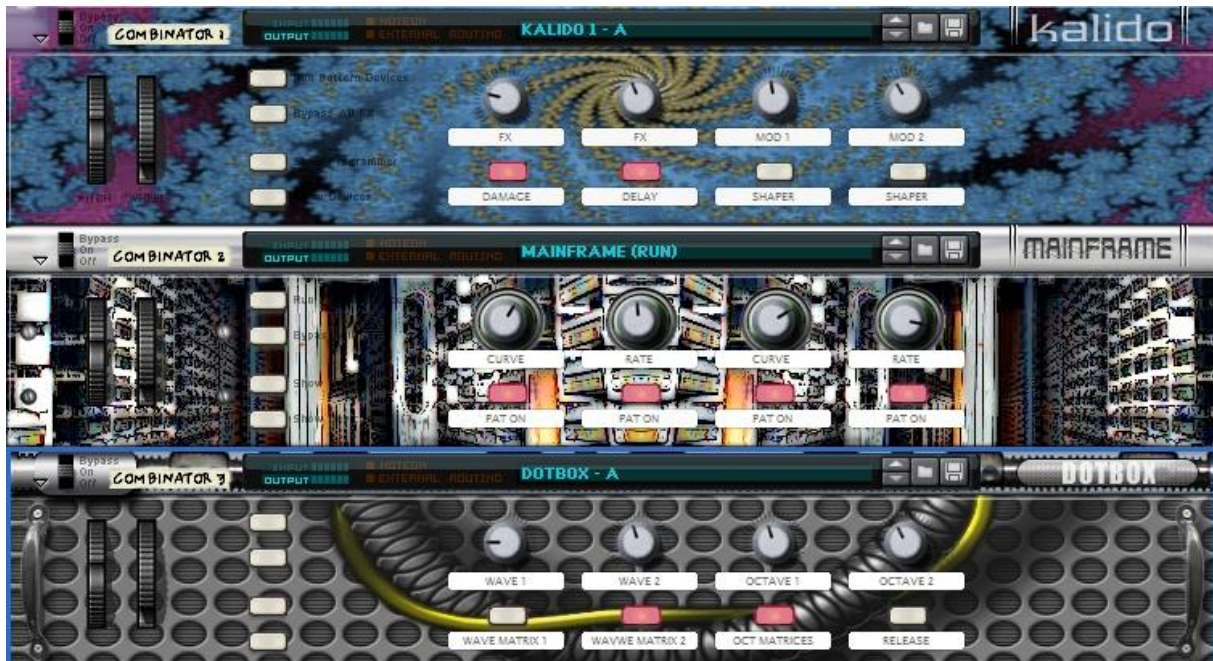 Bypass
On
Off
COMBINATOR 1
INPUT
OUTPUT
NOTEON
EXTERNAL ROUTING
KALIDO 1 - A
kalido
Run Pattern Devices
Bypass All FX
Devices
PITCH
FX
FX
MOD 1
MOD 2
DAMAGE
DELAY
SHAPER
SHAPER
Bypass
On
Off
COMBINATOR 2
INPUT
OUTPUT
EXTERNAL ROUTING
MAINFRAME (RUN)
MAINFRAME
Run
Bypas
Show
Show
CURVE
RATE
CURVE
RATE
PAT ON
PAT ON
PAT ON
PAT ON
Bypass
On
Off
COMBINATOR 3
INPUT
OUTPUT
EXTERNAL ROUTING
DOTBOX - A
DOTBOX
WAVE 1
WAVE 2
OCTAVE 1
OCTAVE 2
WAVE MATRIX 1
WAVWE MATRIX 2
OCT MATRICES
RELEASE